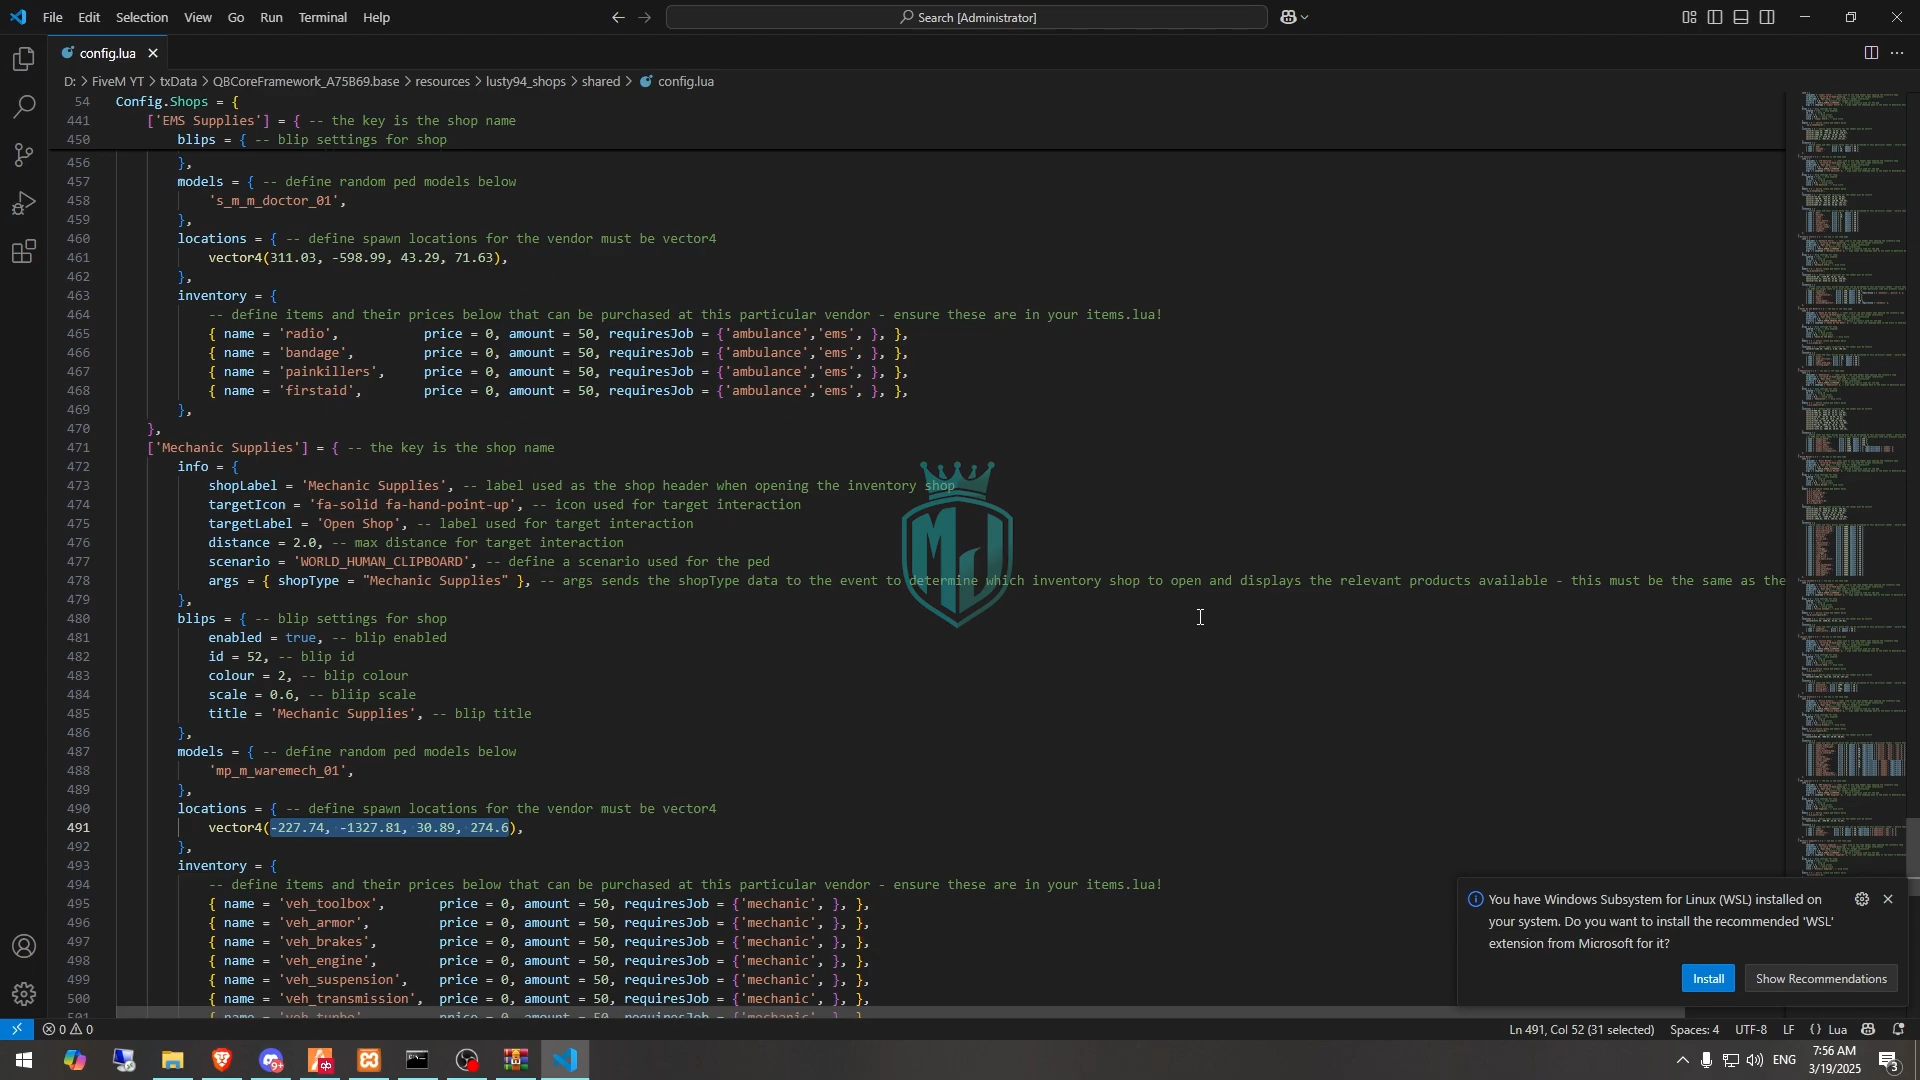 File Edit Selection View Go Run Terminal Help
Search [Administrator]
config.lua
D: > FiveM YT > txData > QBCoreFramework_A75B69.base > resources > lusty94_shops > shared > config.lua
54 Config.Shops = {
441 ['EMS Supplies'] = { -- the key is the shop name
450 blips = { -- blip settings for shop
456 },
457 models = { -- define random ped models below
458 's_m_m_doctor_01',
459 },
460 locations = { -- define spawn locations for the vendor must be vector4
461 vector4(311.03, -598.99, 43.29, 71.63),
462 },
463 inventory = {
464 -- define items and their prices below that can be purchased at this particular vendor - ensure these are in your items.lua!
465 { name = 'radio', price = 0, amount = 50, requiresJob = {'ambulance','ems', }, },
466 { name = 'bandage', price = 0, amount = 50, requiresJob = {'ambulance','ems', }, },
467 { name = 'painkillers', price = 0, amount = 50, requiresJob = {'ambulance','ems', }, },
468 { name = 'firstaid', price = 0, amount = 50, requiresJob = {'ambulance','ems', }, },
469 },
470 },
471 ['Mechanic Supplies'] = { -- the key is the shop name
472 info = {
473 shopLabel = 'Mechanic Supplies', -- label used as the shop header when opening the inventory shop
474 targetIcon = 'fa-solid fa-hand-point-up', -- icon used for target interaction
475 targetLabel = 'Open Shop', -- label used for target interaction
476 distance = 2.0, -- max distance for target interaction
477 scenario = 'WORLD_HUMAN_CLIPBOARD', -- define a scenario used for the ped
478 args = { shopType = "Mechanic Supplies" }, -- args sends the shopType data to the event to determine which inventory shop to open and displays the relevant products available - this must be the same as the
479 },
480 blips = { -- blip settings for shop
481 enabled = true, -- blip enabled
482 id = 52, -- blip id
483 colour = 2, -- blip colour
484 scale = 0.6, -- bliip scale
485 title = 'Mechanic Supplies', -- blip title
486 },
487 models = { -- define random ped models below
488 'mp_m_waremech_01',
489 },
490 locations = { -- define spawn locations for the vendor must be vector4
491 vector4(-227.74, -1327.81, 30.89, 274.6),
492 },
493 inventory = {
494 -- define items and their prices below that can be purchased at this particular vendor - ensure these are in your items.lua!
495 { name = 'veh_toolbox', price = 0, amount = 50, requiresJob = {'mechanic', }, },
496 { name = 'veh_armor', price = 0, amount = 50, requiresJob = {'mechanic', }, },
497 { name = 'veh_brakes', price = 0, amount = 50, requiresJob = {'mechanic', }, },
498 { name = 'veh_engine', price = 0, amount = 50, requiresJob = {'mechanic', }, },
499 { name = 'veh_suspension', price = 0, amount = 50, requiresJob = {'mechanic', }, },
500 { name = 'veh_transmission', price = 0, amount = 50, requiresJob = {'mechanic', }, },
MJ
You have Windows Subsystem for Linux (WSL) installed on
your system. Do you want to install the recommended 'WSL'
extension from Microsoft for it?
Install Show Recommendations
0 0 Ln 491, Col 52 (31 selected) Spaces: 4 UTF-8 LF {} Lua
ENG 7:56 AM
3/19/2025